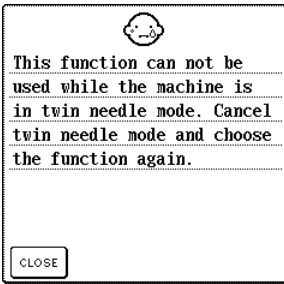 This function can not be
used while the machine is
in twin needle mode. Cancel
twin needle mode and choose
the function again.
CLOSE